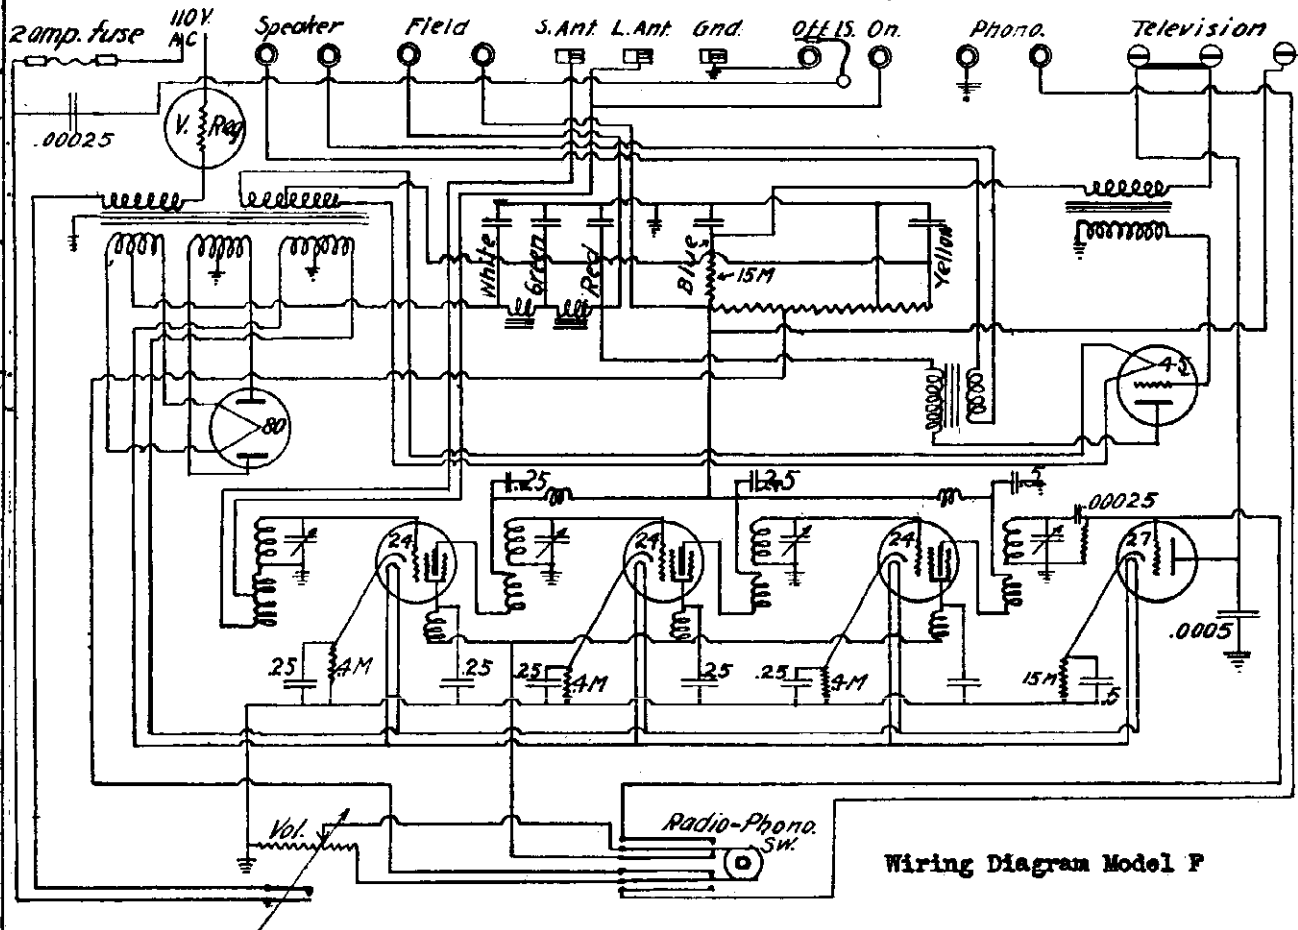 2 amp. fuse
110 V.
A/C
Speaker
Field
S. Ant.
L. Ant.
Gnd.
Off
I.S.
On.
Phono.
Television
.00025
V. Reg
White
Green
Red
Blue
15M
Yellow
80
45
.25
.25
.5
.00025
24
24
24
27
.0005
.25
.4M
.25
.25
.4M
.25
.25
.4M
15M
.5
Vol.
Radio-Phono.
SW.
Wiring Diagram Model F